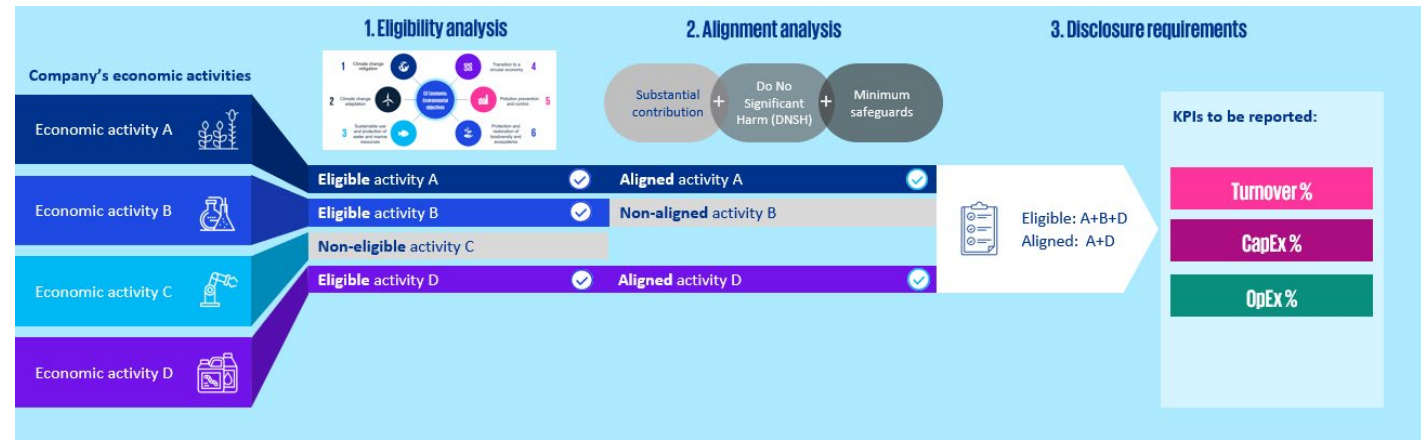 1. Eligibility analysis
2. Alignment analysis
3. Disclosure requirements
Company's economic activities
1 Climate change
mitigation
Transition to a
circular economy 4
2 Climate change
adaptation
EU Taxonomy
Environmental
objectives
Pollution prevention
and control 5
3 Sustainable use
and protection of
water and marine
resources
Protection and
restoration of
biodiversity and
ecosystems
6
Substantial
contribution
+
Do No
Significant
Harm (DNSH)
+
Minimum
safeguards
Economic activity A
Economic activity B
Economic activity C
Economic activity D
Eligible activity A
Eligible activity B
Non-eligible activity C
Eligible activity D
Aligned activity A
Non-aligned activity B
Aligned activity D
Eligible: A+B+D
Aligned: A+D
KPIs to be reported:
Turnover %
CapEx %
OpEx %